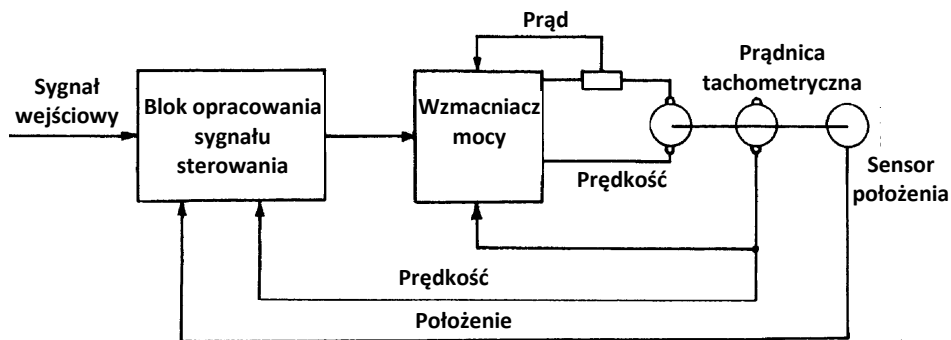 Prąd
Prądnica
tachometryczna
Sygnał
wejściowy
Blok opracowania
sygnału
sterowania
Wzmacniacz
mocy
Prędkość
Sensor
położenia
Prędkość
Położenie